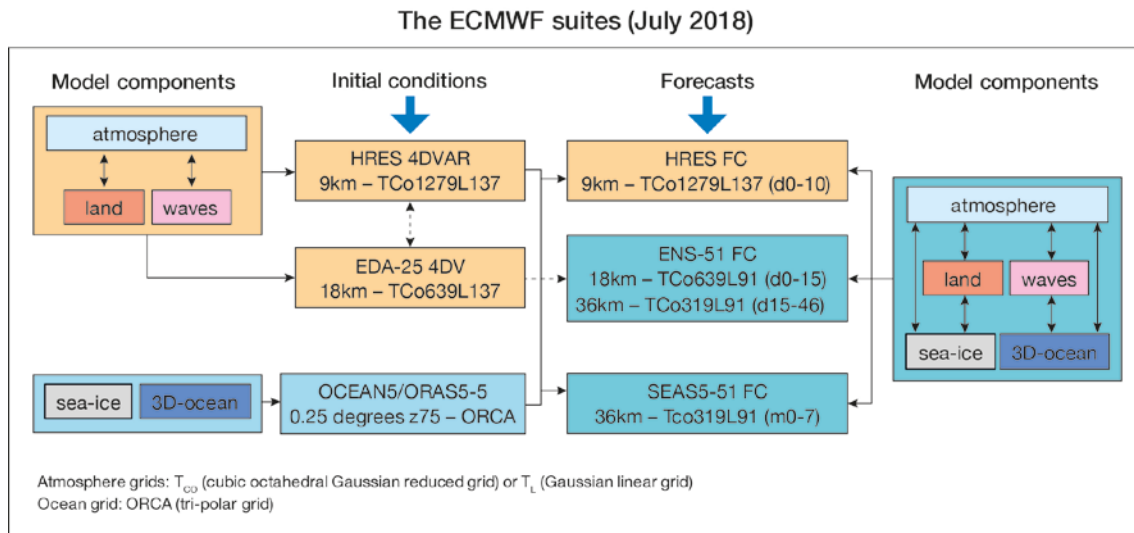 The ECMWF suites (July 2018)
Model components
Initial conditions
Forecasts
Model components
atmosphere
land
waves
HRES 4DVAR
9km – TCo1279L137
EDA-25 4DV
18km – TCo639L137
sea-ice
3D-ocean
OCEAN5/ORAS5-5
0.25 degrees z75 – ORCA
HRES FC
9km – TCo1279L137 (d0-10)
ENS-51 FC
18km – TCo639L91 (d0-15)
36km – TCo319L91 (d15-46)
SEAS5-51 FC
36km – Tco319L91 (m0-7)
atmosphere
land
waves
sea-ice
3D-ocean
Atmosphere grids: TCO (cubic octahedral Gaussian reduced grid) or TL (Gaussian linear grid)
Ocean grid: ORCA (tri-polar grid)